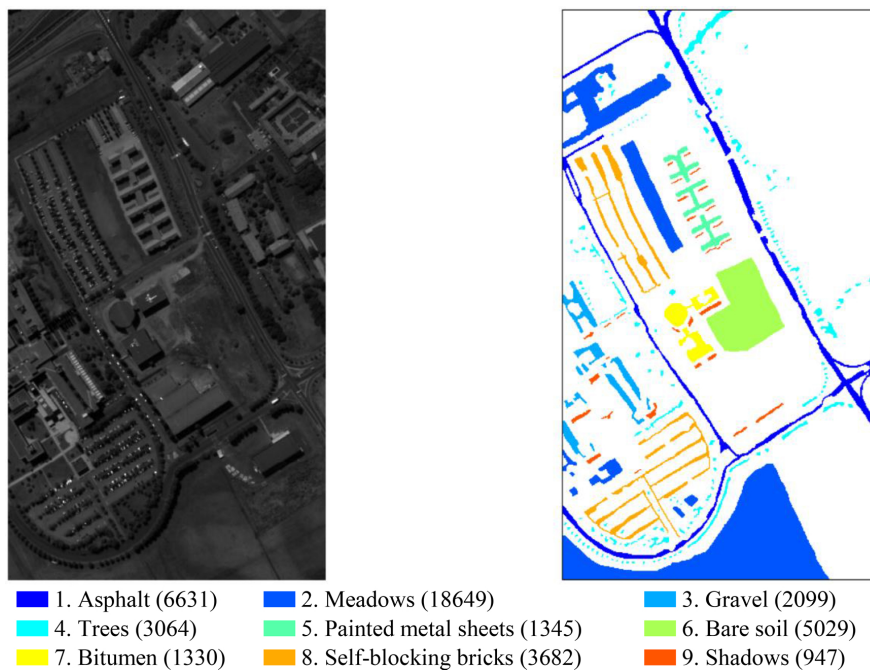 1. Asphalt (6631) 2. Meadows (18649) 3. Gravel (2099)
4. Trees (3064) 5. Painted metal sheets (1345) 6. Bare soil (5029)
7. Bitumen (1330) 8. Self-blocking bricks (3682) 9. Shadows (947)